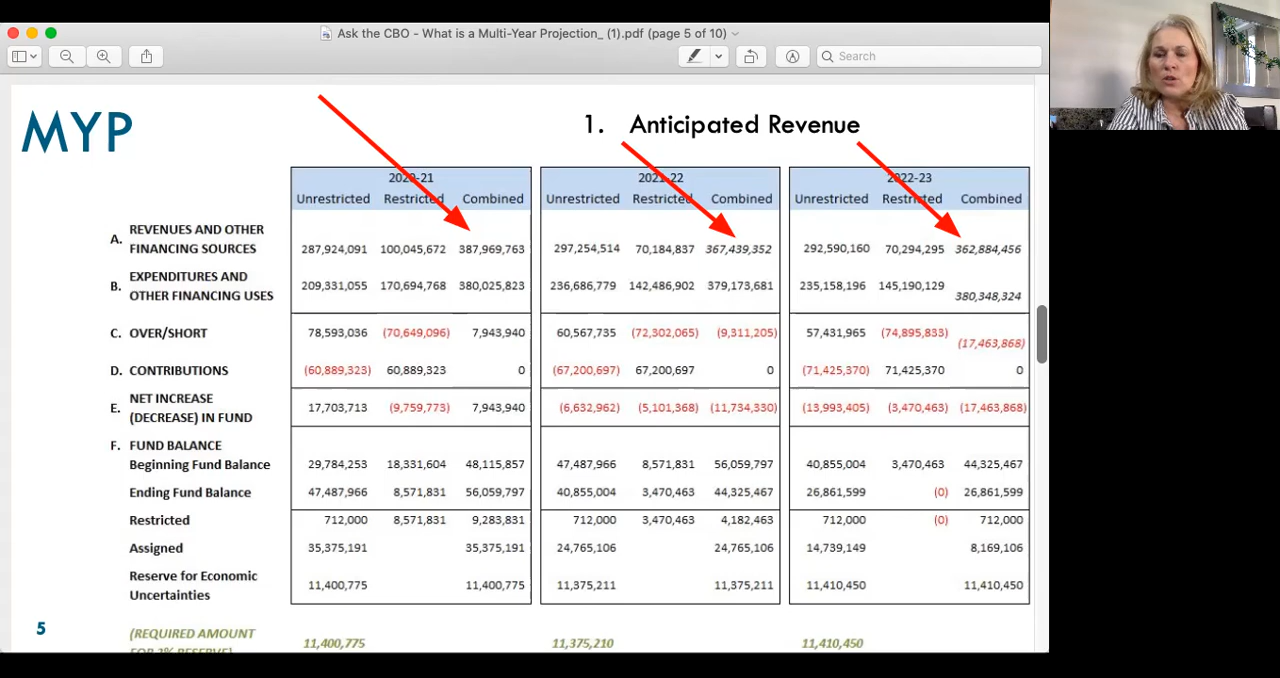 Ask the CBO - What is a Multi-Year Projection_ (1).pdf (page 5 of 10)
Search
MYP
1. Anticipated Revenue
2020-21 2021-22 2022-23
Unrestricted Restricted Combined Unrestricted Restricted Combined Unrestricted Restricted Combined
A. REVENUES AND OTHER
FINANCING SOURCES 287,924,091 100,045,672 387,969,763 297,254,514 70,184,837 367,439,352 292,590,160 70,294,295 362,884,456
B. EXPENDITURES AND
OTHER FINANCING USES 209,331,055 170,694,768 380,025,823 236,686,779 142,486,902 379,173,681 235,158,196 145,190,129 380,348,324
C. OVER/SHORT 78,593,036 (70,649,096) 7,943,940 60,567,735 (72,302,065) (9,311,205) 57,431,965 (74,895,833) (17,463,868)
D. CONTRIBUTIONS (60,889,323) 60,889,323 0 (67,200,697) 67,200,697 0 (71,425,370) 71,425,370 0
E. NET INCREASE
(DECREASE) IN FUND 17,703,713 (9,759,773) 7,943,940 (6,632,962) (5,101,368) (11,734,330) (13,993,405) (3,470,463) (17,463,868)
F. FUND BALANCE
Beginning Fund Balance 29,784,253 18,331,604 48,115,857 47,487,966 8,571,831 56,059,797 40,855,004 3,470,463 44,325,467
Ending Fund Balance 47,487,966 8,571,831 56,059,797 40,855,004 3,470,463 44,325,467 26,861,599 (0) 26,861,599
Restricted 712,000 8,571,831 9,283,831 712,000 3,470,463 4,182,463 712,000 (0) 712,000
Assigned 35,375,191 35,375,191 24,765,106 24,765,106 14,739,149 8,169,106
Reserve for Economic
Uncertainties 11,400,775 11,400,775 11,375,211 11,375,211 11,410,450 11,410,450
(REQUIRED AMOUNT 11,400,775 11,375,210 11,410,450
FOR 3% RESERVE)
5